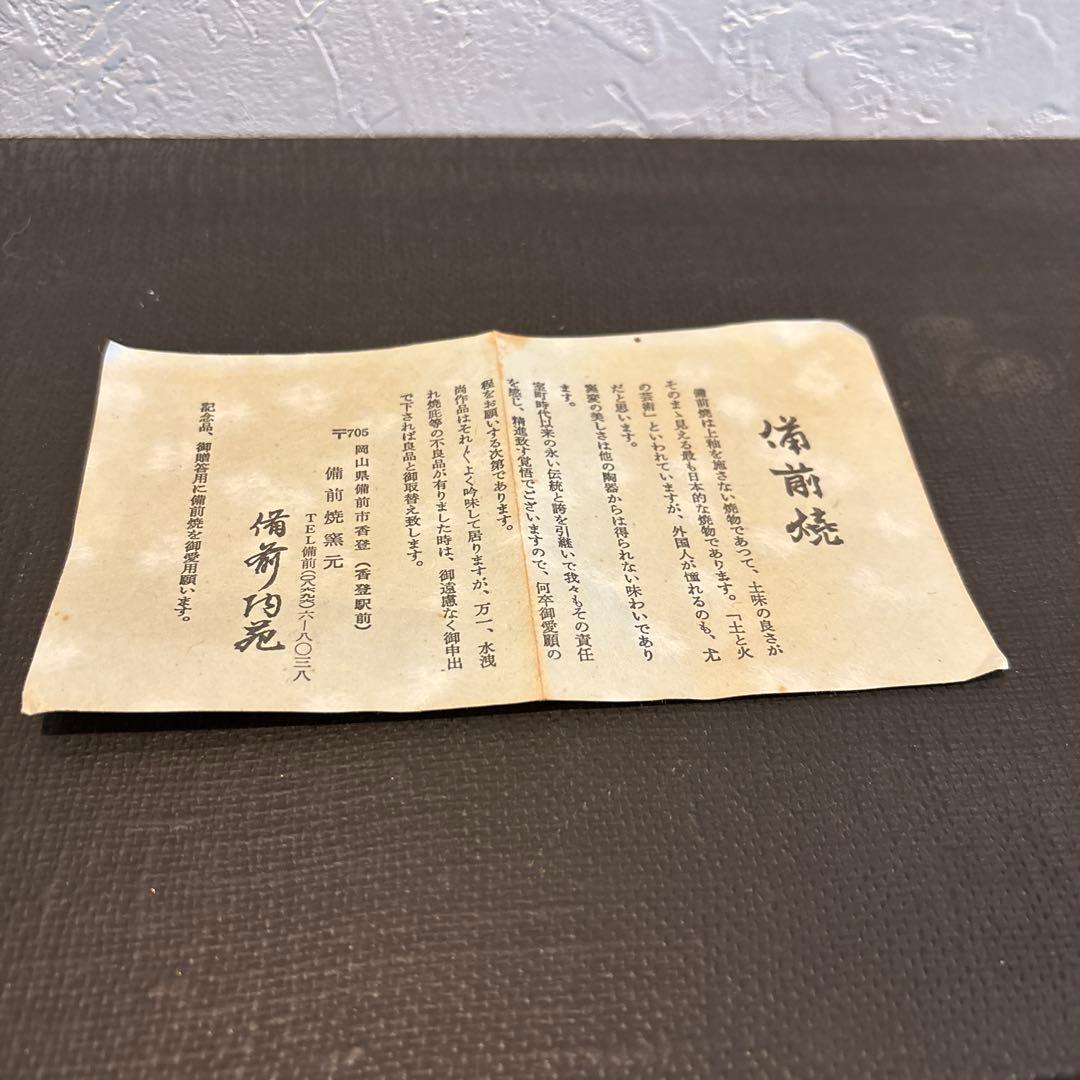 備前焼
備前焼は上釉を施さない焼物であって、土味の良さが
そのまゝ見える最も日本的な焼物であります。「土と火
の芸術」といわれていますが、外国人が憧れるのも、尤
だと思います。
窯変の美しさは他の陶器からは得られない味わいであり
ます。
室町時代以来の永い伝統と誇を引継いで我々もその責任
を感じ、精進致す覚悟でございますので、何卒御愛顧の
程をお願いする次第であります。
尚作品はそれ〲よく吟味して居りますが、万一、水洩
れ焼疵等の不良品が有りました時は、御遠慮なく御申出
で下されば良品と御取替え致します。
〒705 岡山県備前市香登(香登駅前)
備前焼窯元
TEL備前(〇八六九六)六ー八〇三八
備前陶苑
記念品、御贈答用に備前焼を御愛用願います。